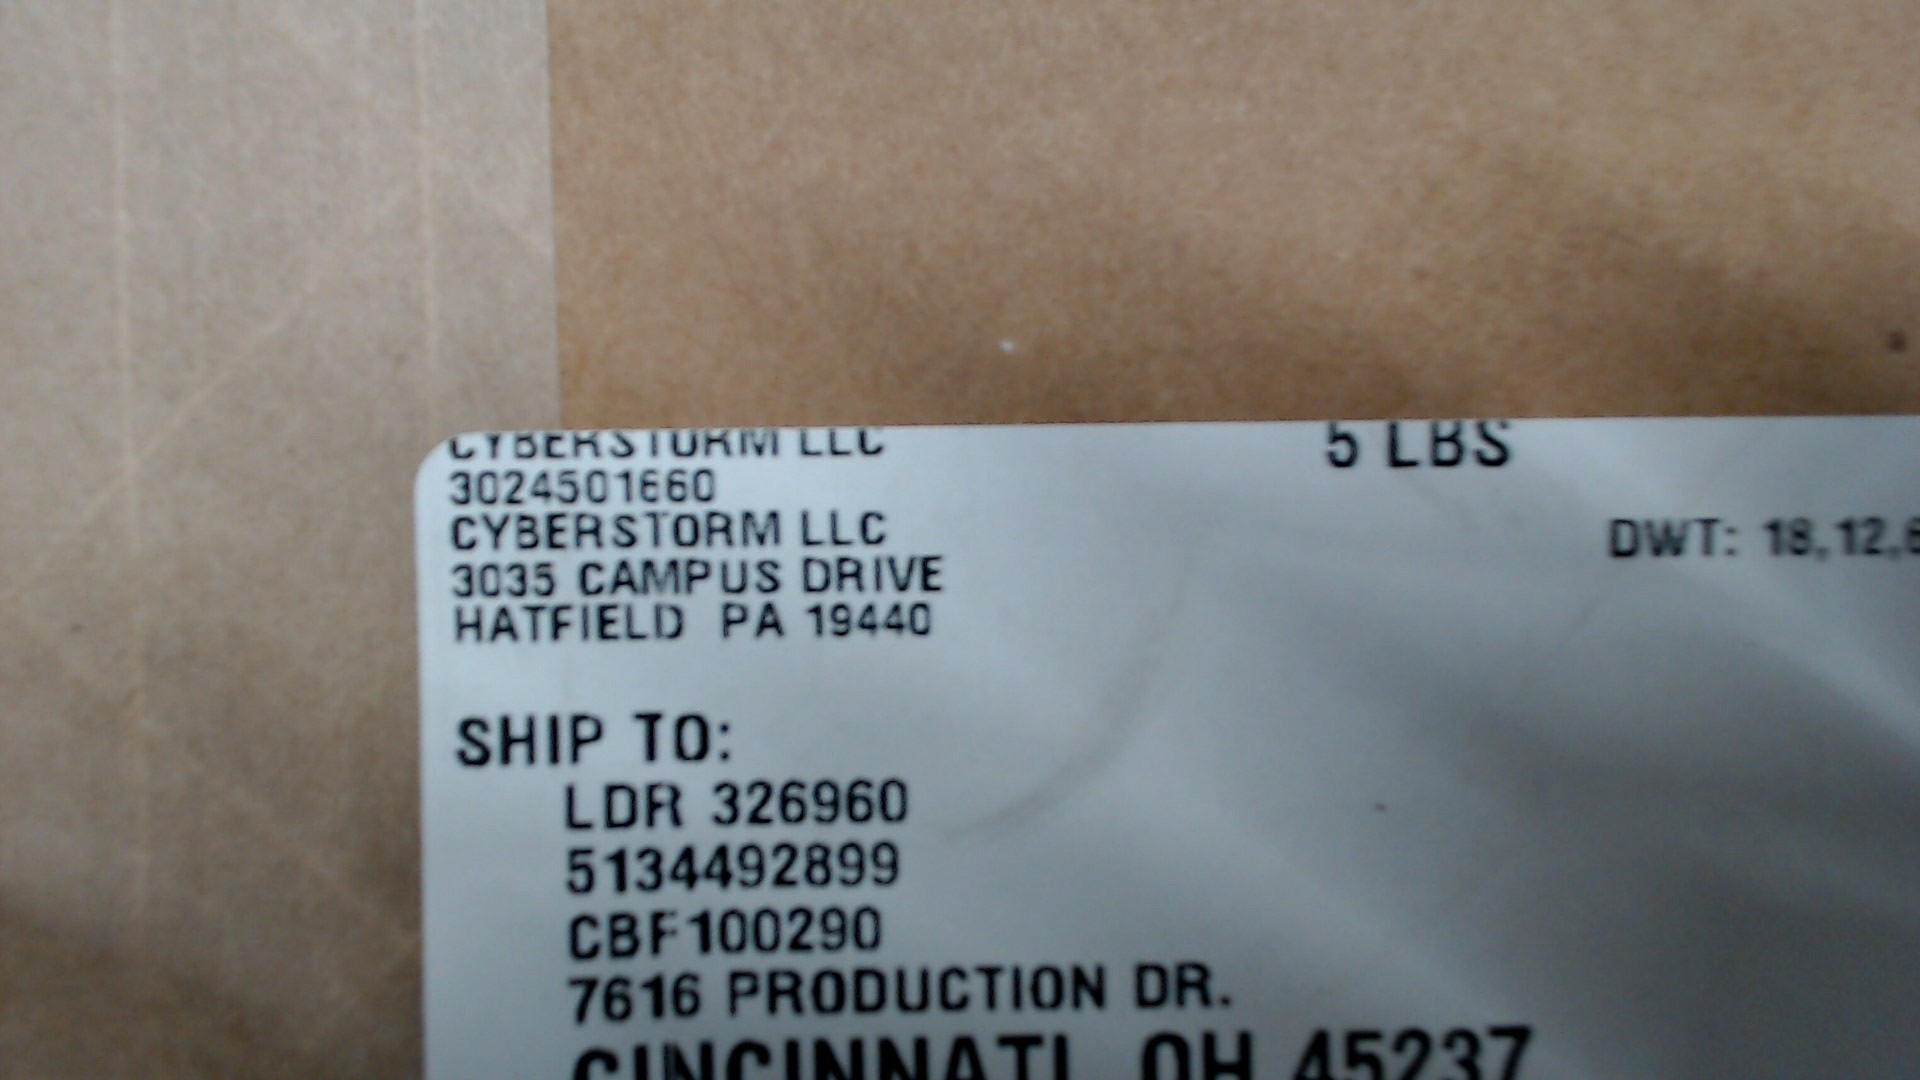 CYBERSTORM LLC
5 LBS
3024501660
CYBERSTORM LLC
DWT: 18,12,6
3035 CAMPUS DRIVE
HATFIELD PA 19440
SHIP TO:
LDR 326960
5134492899
CBF100290
7616 PRODUCTION DR.
CINCINNATI OH 45237